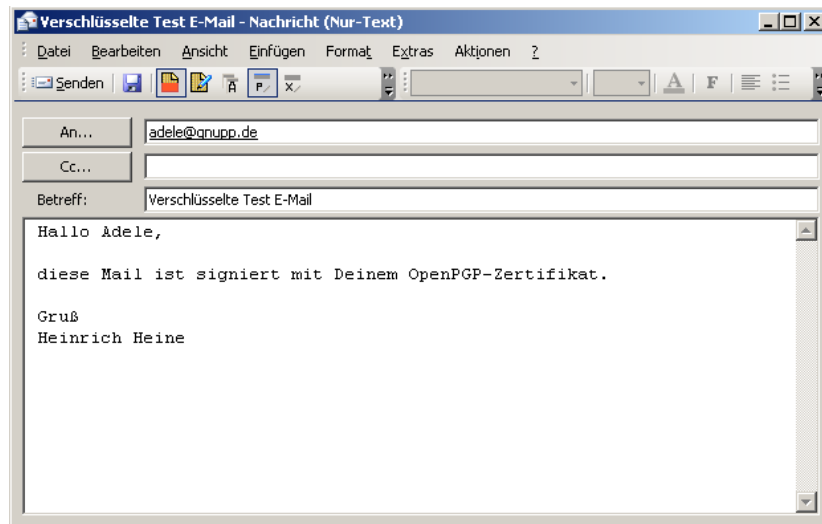 Verschlüsselte Test E-Mail - Nachricht (Nur-Text)
Datei Bearbeiten Ansicht Einfügen Format Extras Aktionen ?
Senden A P X A F
An... adele@gnupp.de
Cc...
Betreff: Verschlüsselte Test E-Mail
Hallo Adele,
diese Mail ist signiert mit Deinem OpenPGP-Zertifikat.
Gruß
Heinrich Heine